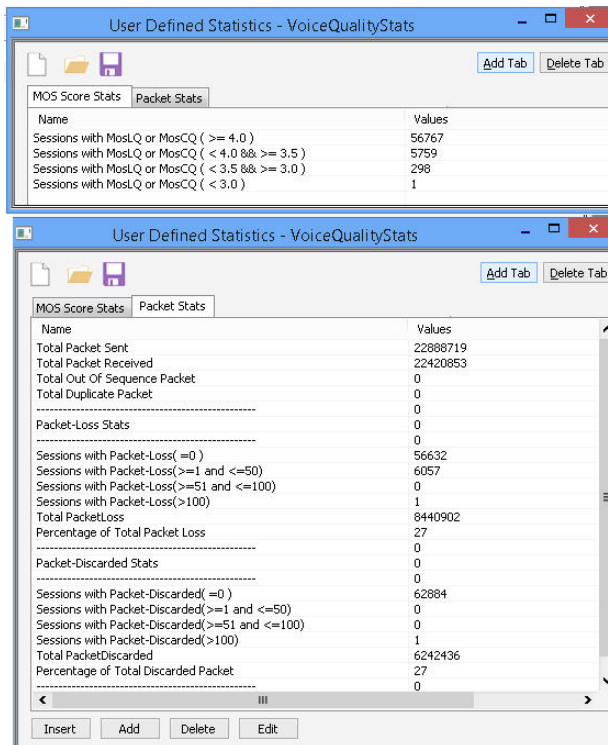 User Defined Statistics - VoiceQualityStats
Add Tab Delete Tab
MOS Score Stats Packet Stats
Name Values
Sessions with MosLQ or MosCQ ( >= 4.0 ) 56767
Sessions with MosLQ or MosCQ ( < 4.0 && >= 3.5 ) 5759
Sessions with MosLQ or MosCQ ( < 3.5 && >= 3.0 ) 298
Sessions with MosLQ or MosCQ ( < 3.0 ) 1
User Defined Statistics - VoiceQualityStats
Add Tab Delete Tab
MOS Score Stats Packet Stats
Name Values
Total Packet Sent 22888719
Total Packet Received 22420853
Total Out Of Sequence Packet 0
Total Duplicate Packet 0
------------------------------------------------------- 0
Packet-Loss Stats 0
------------------------------------------------------- 0
Sessions with Packet-Loss( =0 ) 56632
Sessions with Packet-Loss(>=1 and <=50) 6057
Sessions with Packet-Loss(>=51 and <=100) 0
Sessions with Packet-Loss(>100) 1
Total PacketLoss 8440902
Percentage of Total Packet Loss 27
------------------------------------------------------- 0
Packet-Discarded Stats 0
------------------------------------------------------- 0
Sessions with Packet-Discarded( =0 ) 62884
Sessions with Packet-Discarded(>=1 and <=50) 0
Sessions with Packet-Discarded(>=51 and <=100) 0
Sessions with Packet-Discarded(>100) 1
Total PacketDiscarded 6242436
Percentage of Total Discarded Packet 27
------------------------------------------------------- 0
Insert Add Delete Edit